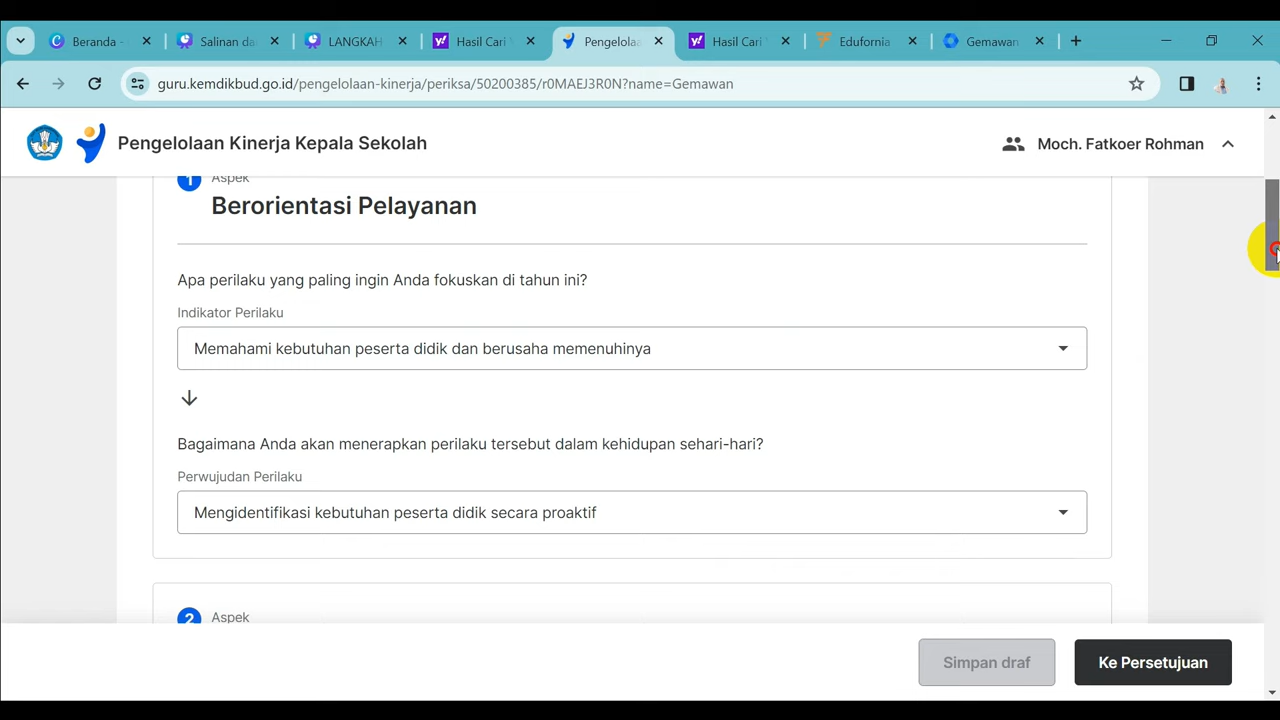 Beranda -
Salinan da
LANGKAH
Hasil Cari Y
Pengelolaa
Hasil Cari Y
Edufornia
Gemawan
guru.kemdikbud.go.id/pengelolaan-kinerja/periksa/50200385/r0MAEJ3R0N?name=Gemawan
Pengelolaan Kinerja Kepala Sekolah
Moch. Fatkoer Rohman
1 Aspek
Berorientasi Pelayanan
Apa perilaku yang paling ingin Anda fokuskan di tahun ini?
Indikator Perilaku
Memahami kebutuhan peserta didik dan berusaha memenuhinya
Bagaimana Anda akan menerapkan perilaku tersebut dalam kehidupan sehari-hari?
Perwujudan Perilaku
Mengidentifikasi kebutuhan peserta didik secara proaktif
2 Aspek
Simpan draf
Ke Persetujuan